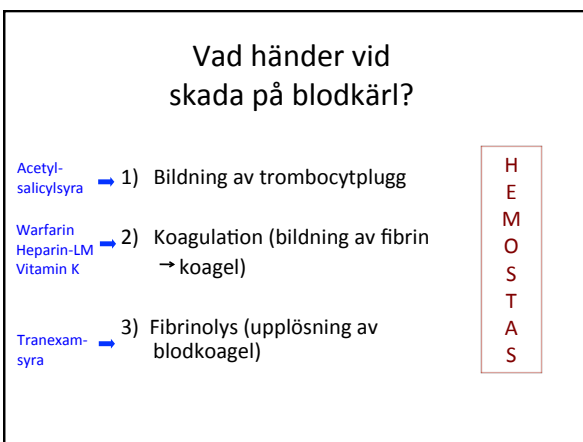 Vad händer vid
skada på blodkärl?
Acetyl-
salicylsyra
1) Bildning av trombocytplugg
Warfarin
Heparin-LM
Vitamin K
2) Koagulation (bildning av fibrin
→ koagel)
Tranexam-
syra
3) Fibrinolys (upplösning av
blodkoagel)
H
E
M
O
S
T
A
S